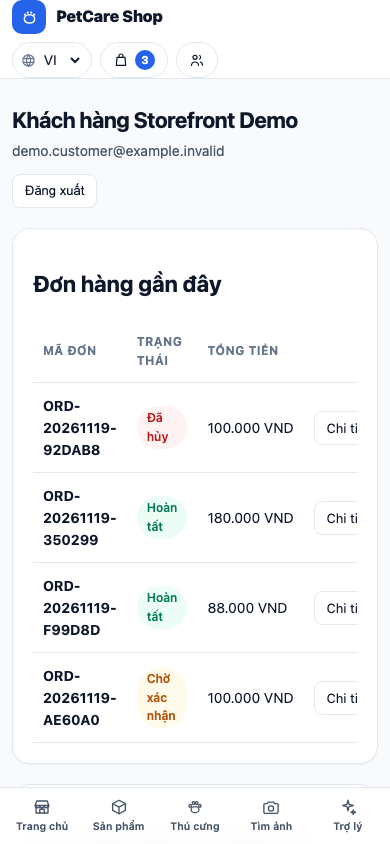 PetCare Shop
VI
3
Khách hàng Storefront Demo
demo.customer@example.invalid
Đăng xuất
Đơn hàng gần đây
MÃ ĐƠN
TRẠNG
THÁI
TỔNG TIỀN
ORD-
20261119-
92DAB8
Đã
hủy
100.000 VND
Chi ti
ORD-
20261119-
350299
Hoàn
tất
180.000 VND
Chi ti
ORD-
20261119-
F99D8D
Hoàn
tất
88.000 VND
Chi ti
ORD-
20261119-
AE60A0
Chờ
xác
nhận
100.000 VND
Chi ti
Trang chủ
Sản phẩm
Thú cưng
Tìm ảnh
Trợ lý